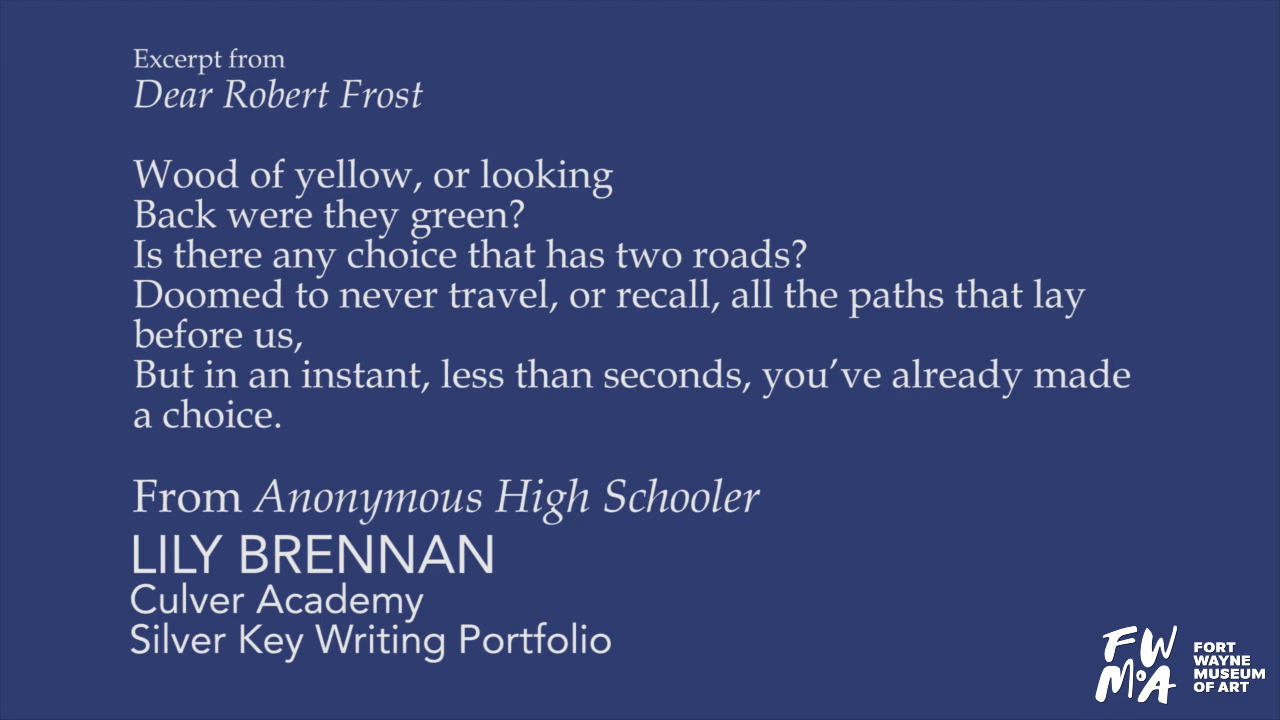 Excerpt from
Dear Robert Frost
Wood of yellow, or looking
Back were they green?
Is there any choice that has two roads?
Doomed to never travel, or recall, all the paths that lay
before us,
But in an instant, less than seconds, you’ve already made
a choice.
From Anonymous High Schooler
LILY BRENNAN
Culver Academy
Silver Key Writing Portfolio
FW
MoA
FORT
WAYNE
MUSEUM
OF ART